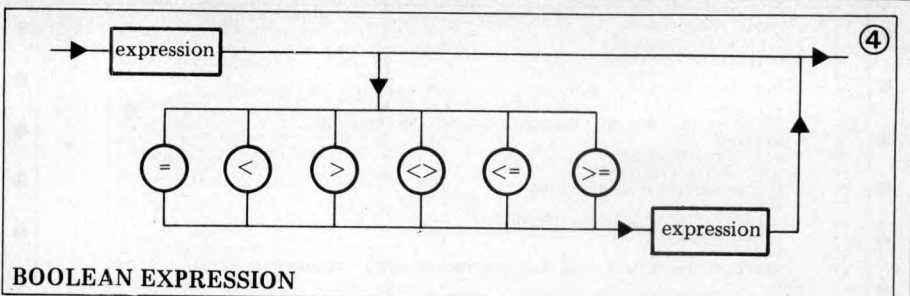 ④
expression
= < > <> <= >=
expression
BOOLEAN EXPRESSION